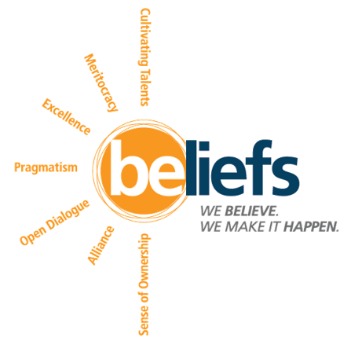 Cultivating Talents
Meritocracy
Excellence
Pragmatism
Open Dialogue
Alliance
Sense of Ownership
beliefs
WE BELIEVE.
WE MAKE IT HAPPEN.